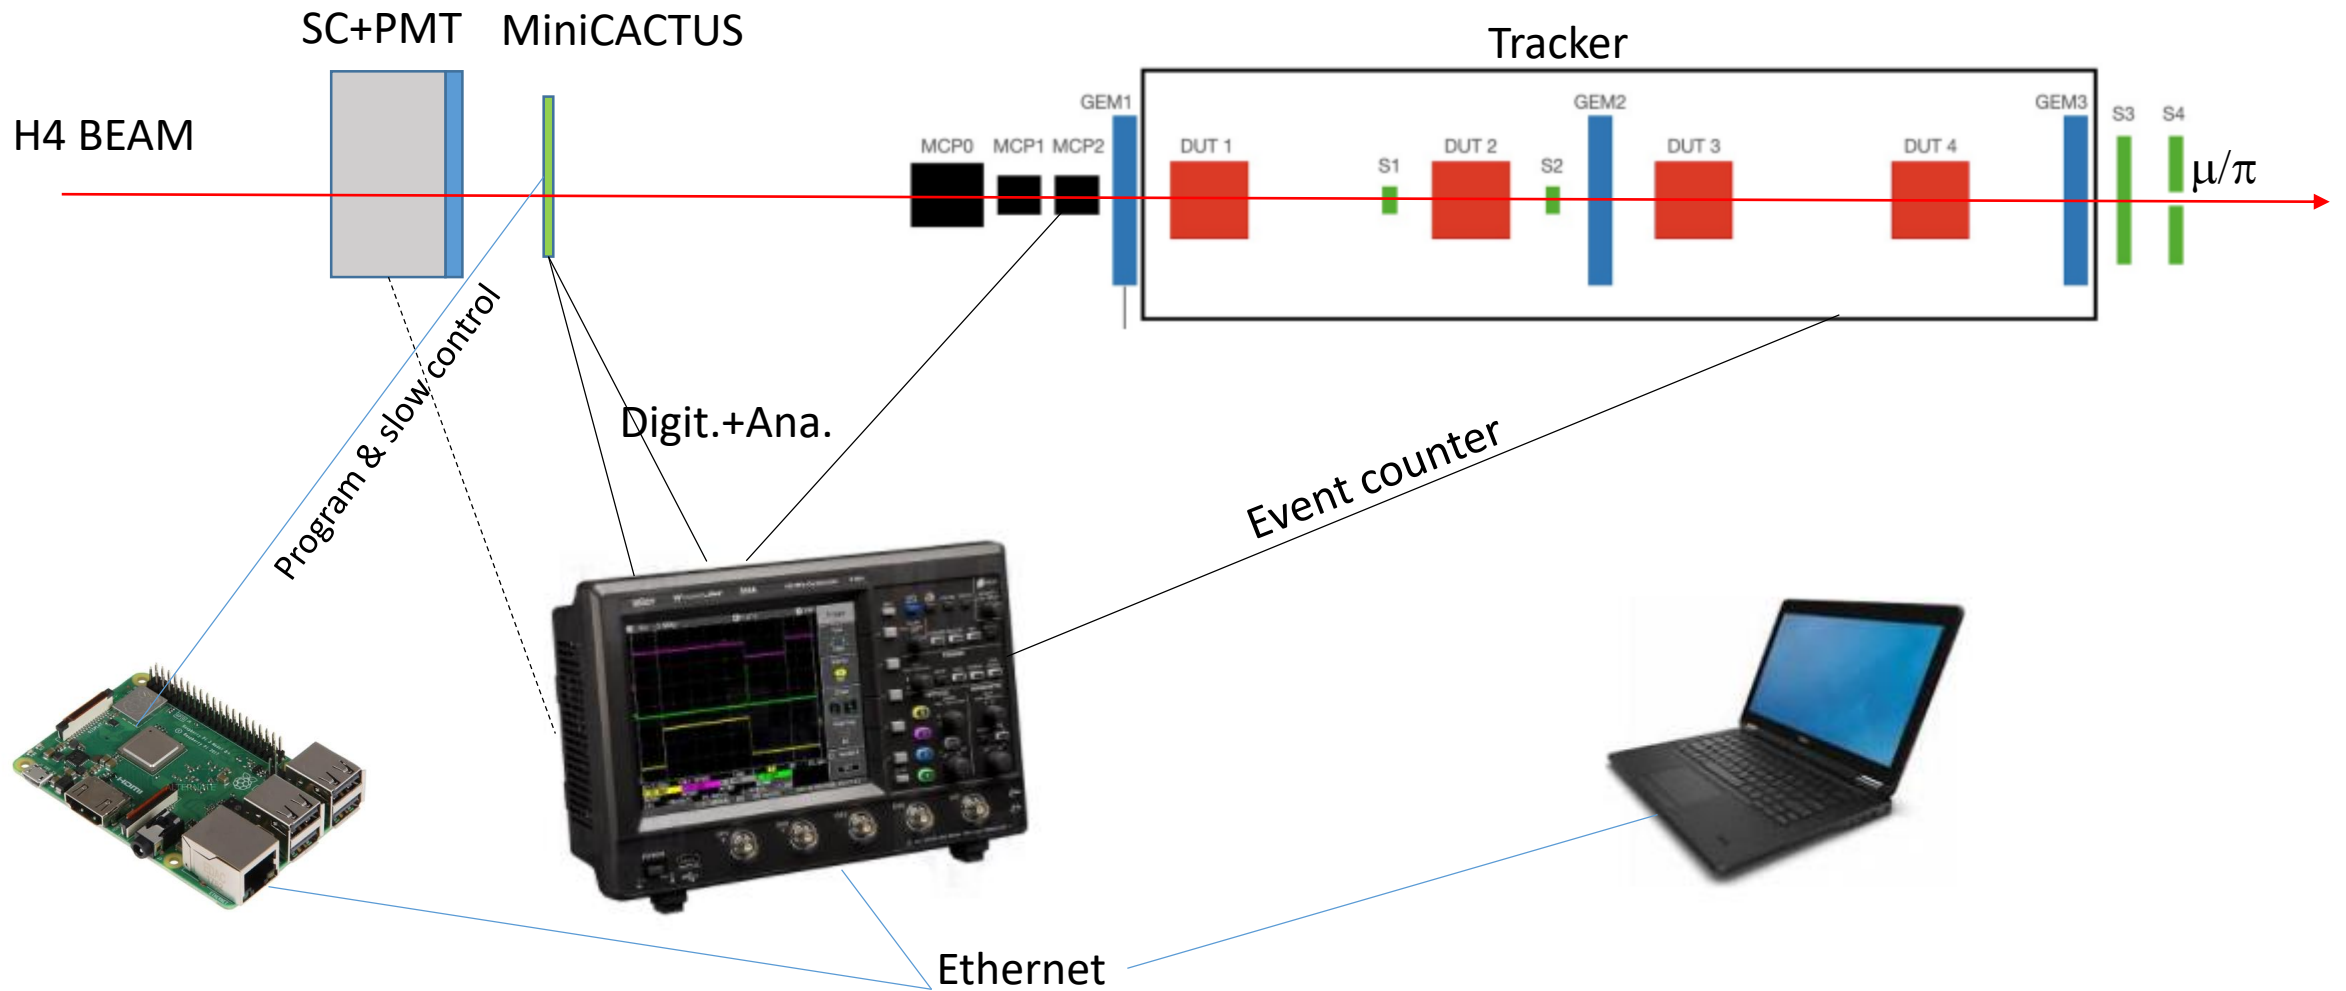 SC+PMT
MiniCACTUS
Tracker
H4 BEAM
GEM1
GEM2
GEM3
S3
S4
MCP0
MCP1
MCP2
DUT 1
S1
DUT 2
S2
DUT 3
DUT 4
μ/π
Program & slow control
Digit.+Ana.
Event counter
HDMI
Ethernet